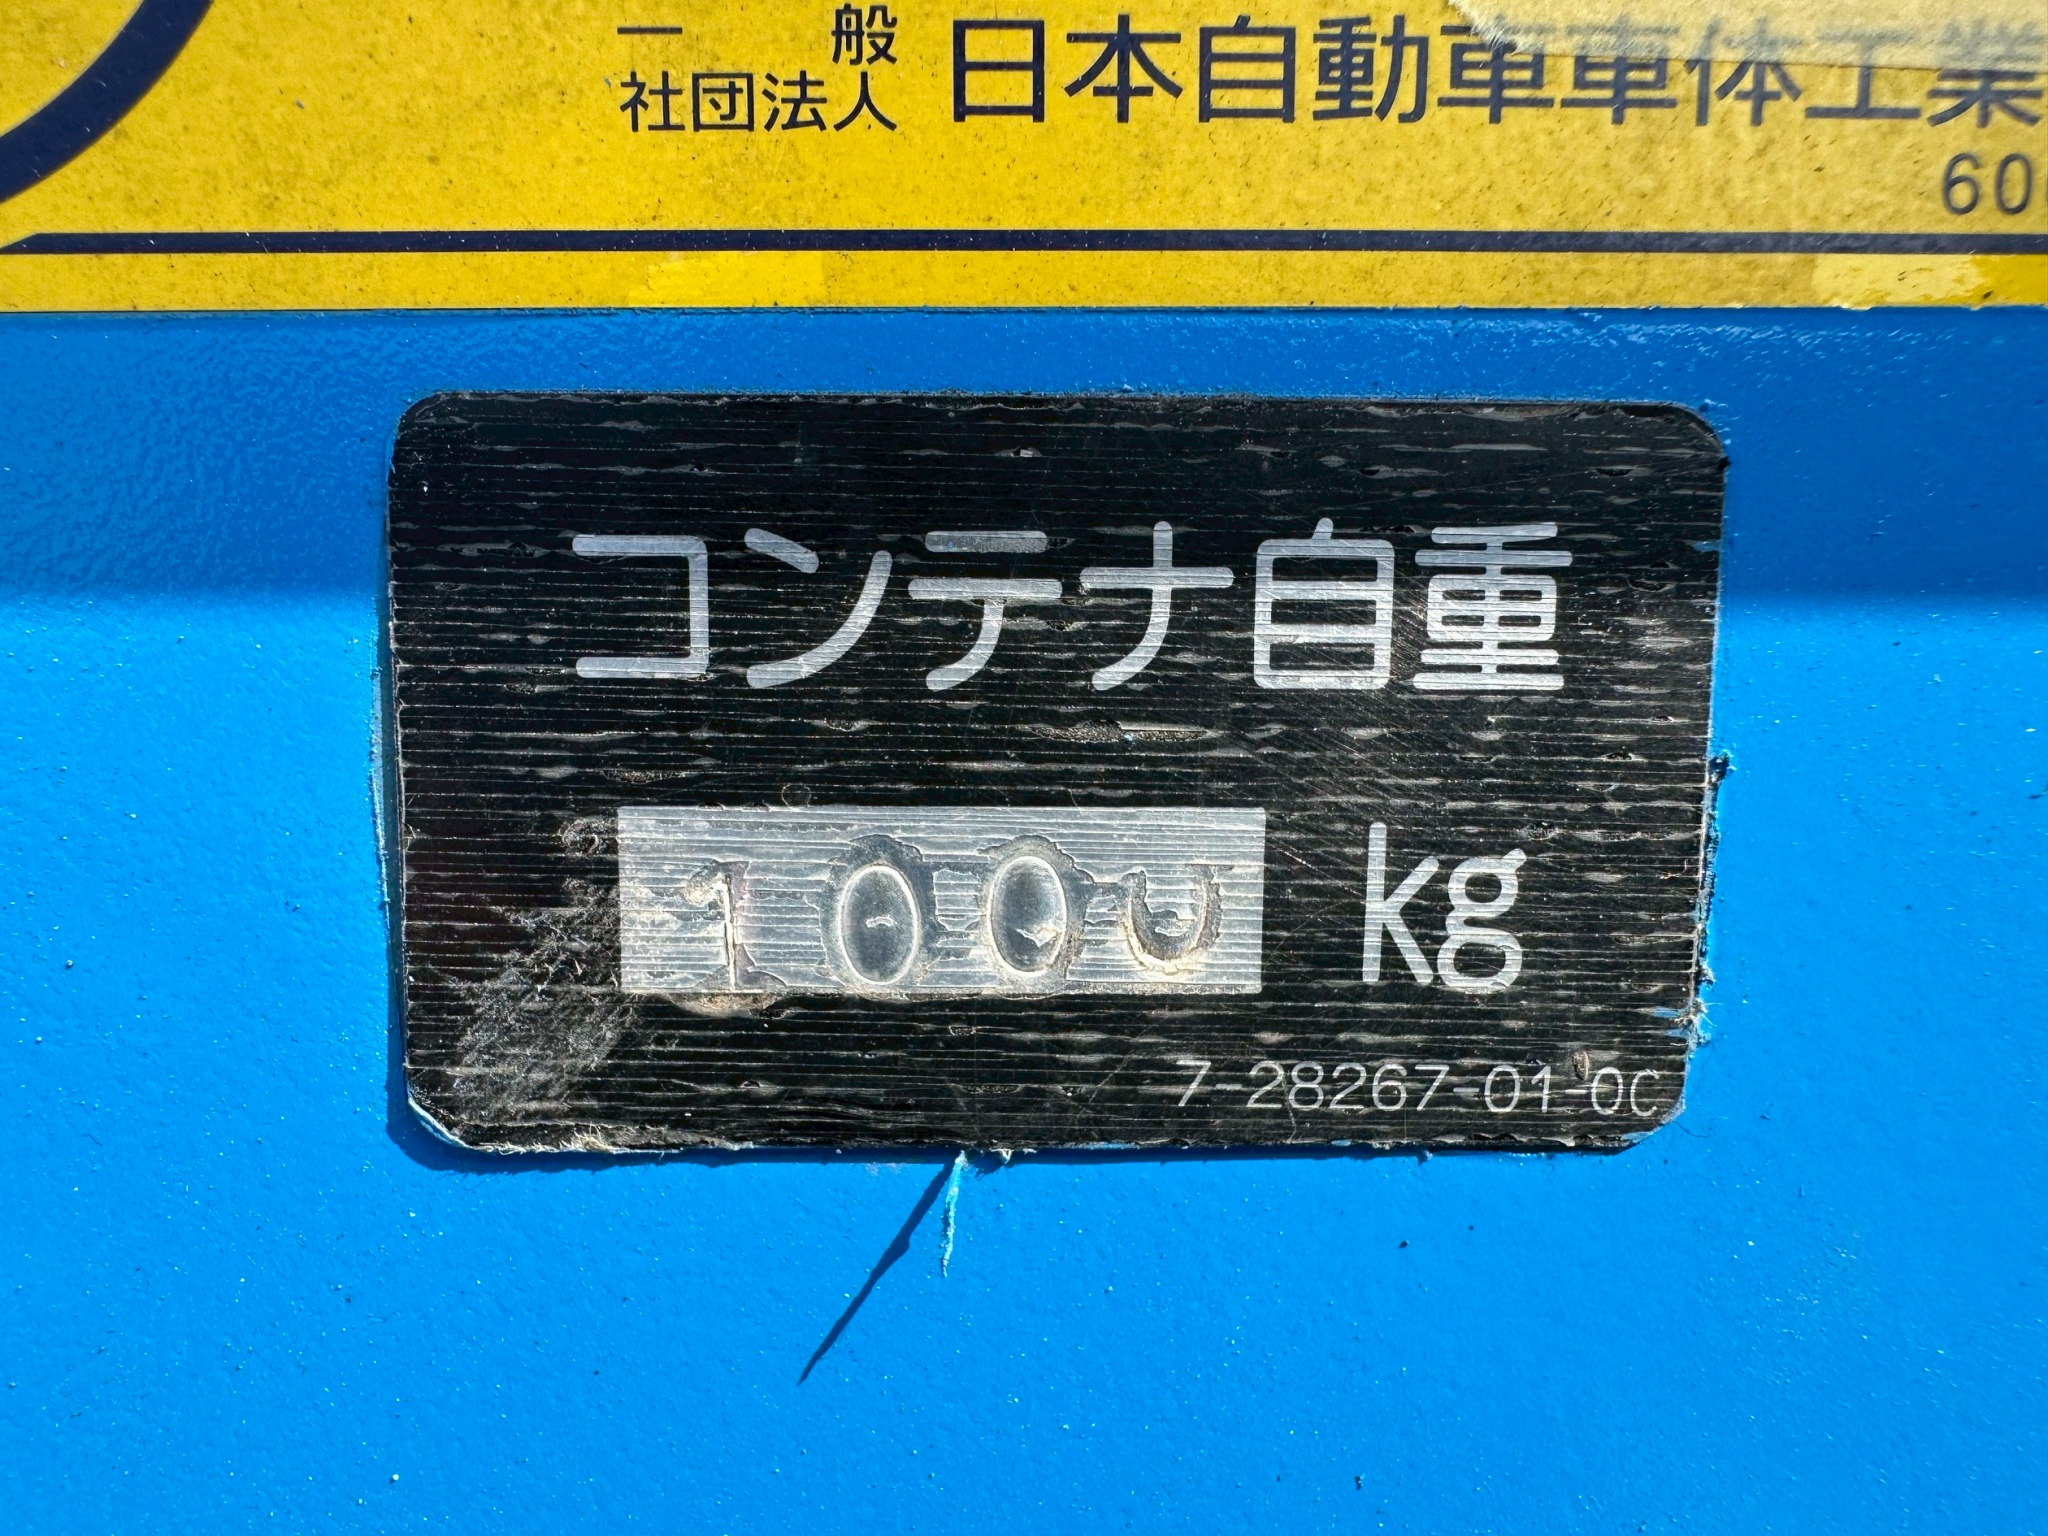 一般
社団法人 日本自動車車体工業
60
コンテナ自重
1000 kg
7-28267-01-0C